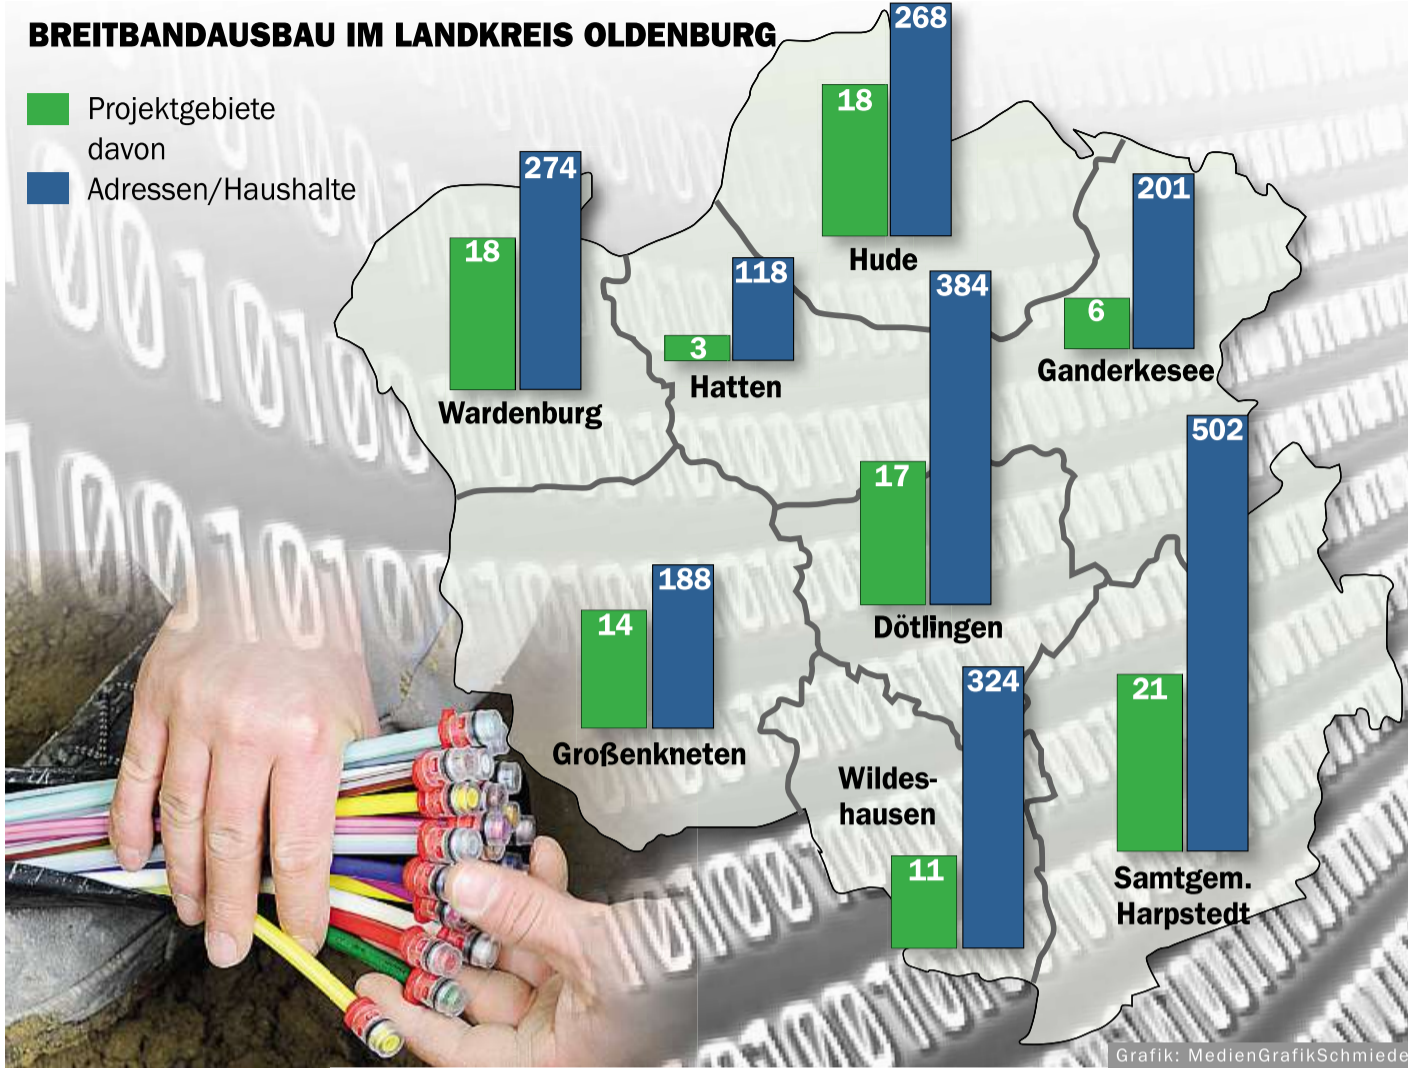 BREITBANDAUSBAU IM LANDKREIS OLDENBURG
Projektgebiete
davon
Adressen/Haushalte
18
268
Hude
18
274
Wardenburg
3
118
Hatten
6
201
Ganderkesee
17
384
Dötlingen
14
188
Großenkneten
11
324
Wildes-
hausen
21
502
Samtgem.
Harpstedt
Grafik: MedienGrafikSchmiede